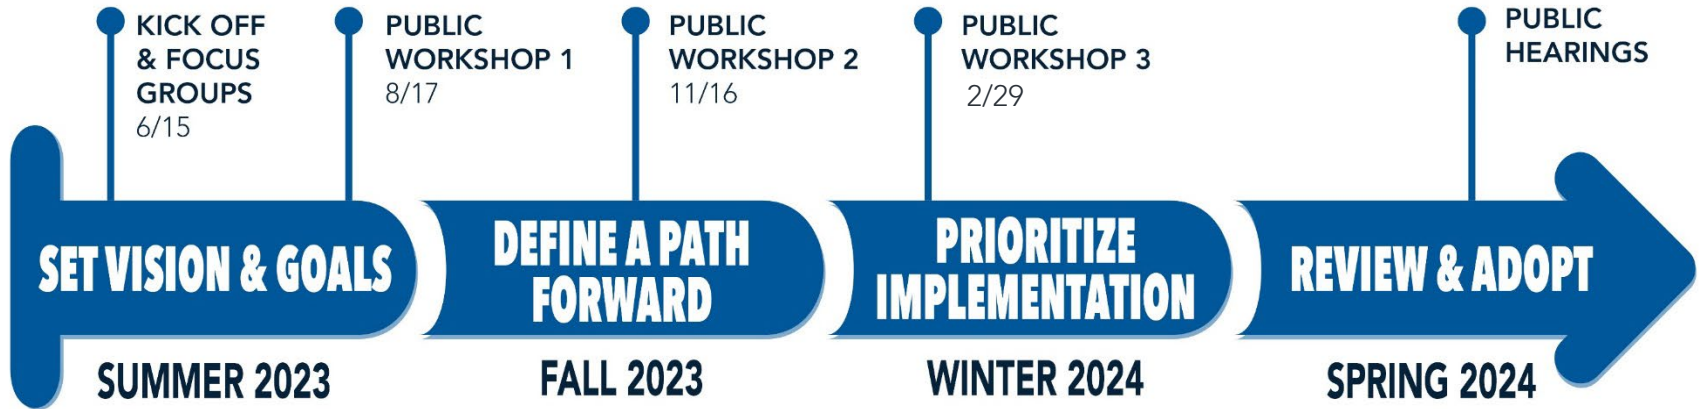 KICK OFF
& FOCUS
GROUPS
6/15
PUBLIC
WORKSHOP 1
8/17
PUBLIC
WORKSHOP 2
11/16
PUBLIC
WORKSHOP 3
2/29
PUBLIC
HEARINGS
SET VISION & GOALS
DEFINE A PATH
FORWARD
PRIORITIZE
IMPLEMENTATION
REVIEW & ADOPT
SUMMER 2023
FALL 2023
WINTER 2024
SPRING 2024